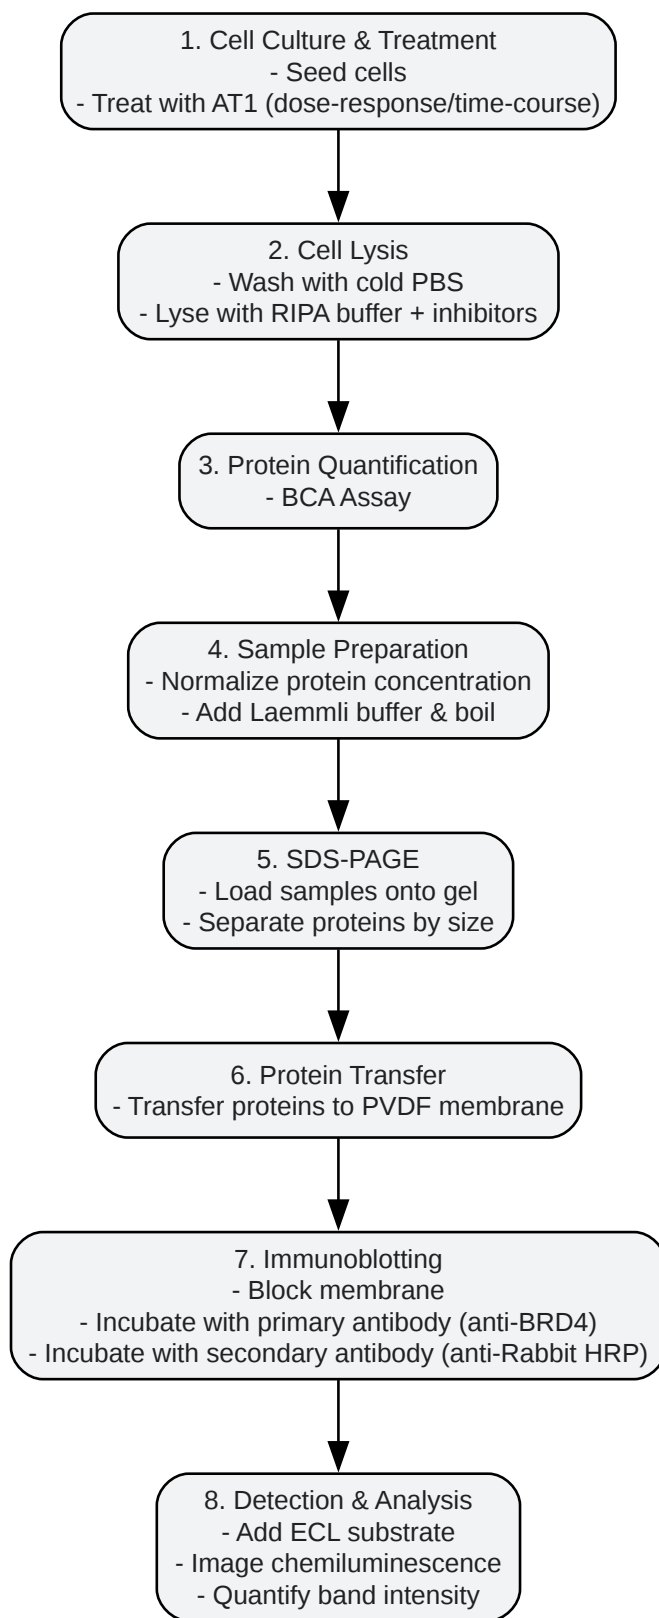 1. Cell Culture & Treatment
- Seed cells
- Treat with AT1 (dose-response/time-course)
2. Cell Lysis
- Wash with cold PBS
- Lyse with RIPA buffer + inhibitors
3. Protein Quantification
- BCA Assay
4. Sample Preparation
- Normalize protein concentration
- Add Laemmli buffer & boil
5. SDS-PAGE
- Load samples onto gel
- Separate proteins by size
6. Protein Transfer
- Transfer proteins to PVDF membrane
7. Immunoblotting
- Block membrane
- Incubate with primary antibody (anti-BRD4)
- Incubate with secondary antibody (anti-Rabbit HRP)
8. Detection & Analysis
- Add ECL substrate
- Image chemiluminescence
- Quantify band intensity